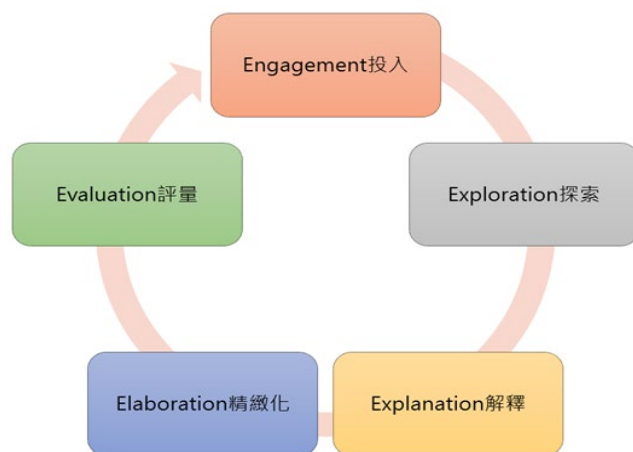 Engagement投入
Exploration探索
Explanation解釋
Elaboration精緻化
Evaluation評量